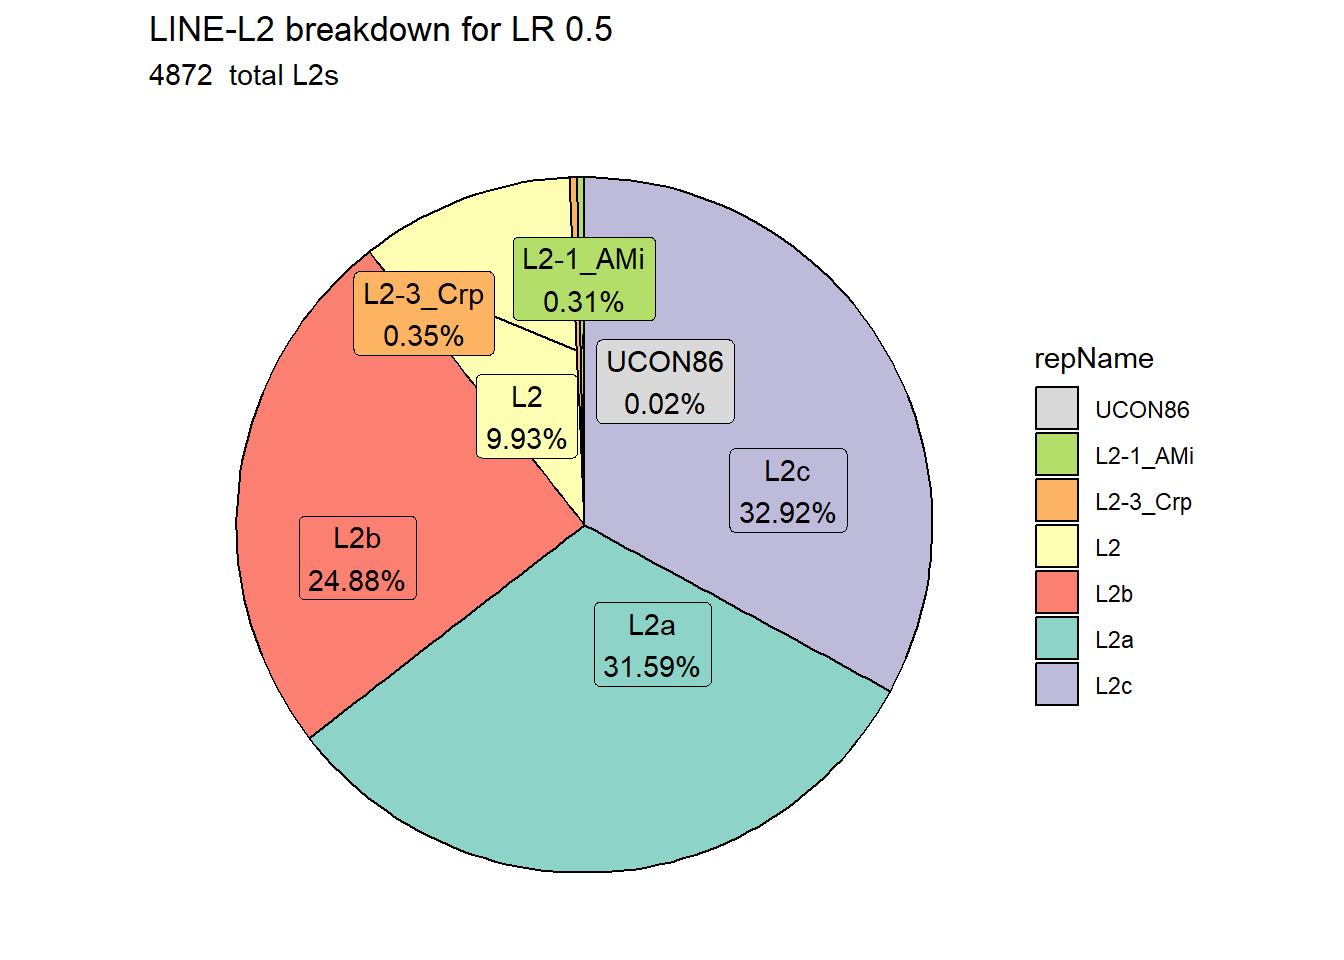 LINE-L2 breakdown for LR 0.5
4872  total L2s
L2-1_AMi
0.31%
L2-3_Crp
0.35%
UCON86
0.02%
L2
9.93%
L2c
32.92%
L2b
24.88%
L2a
31.59%
repName
UCON86
L2-1_AMi
L2-3_Crp
L2
L2b
L2a
L2c